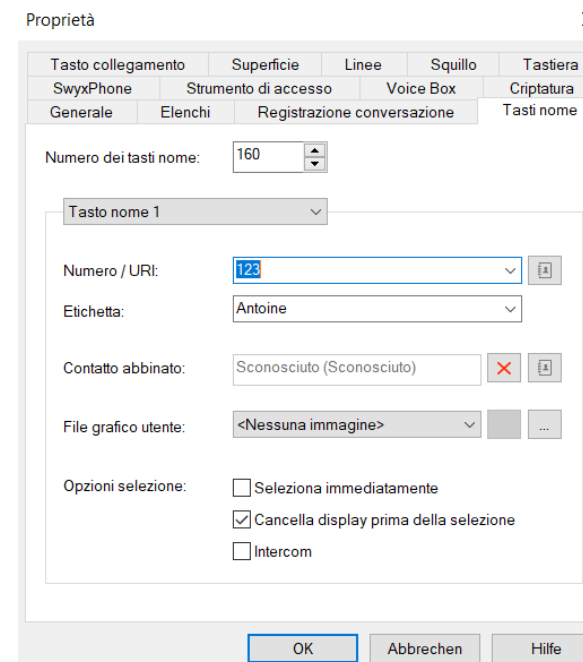 Proprietà
Tasto collegamento Superficie Linee Squillo Tastiera
SwyxPhone Strumento di accesso Voice Box Criptatura
Generale Elenchi Registrazione conversazione Tasti nome
Numero dei tasti nome: 160
Tasto nome 1
Numero / URI: 123
Etichetta: Antoine
Contatto abbinato: Sconosciuto (Sconosciuto)
File grafico utente: <Nessuna immagine> ...
Opzioni selezione: Seleziona immediatamente
Cancella display prima della selezione
Intercom
OK Abbrechen Hilfe